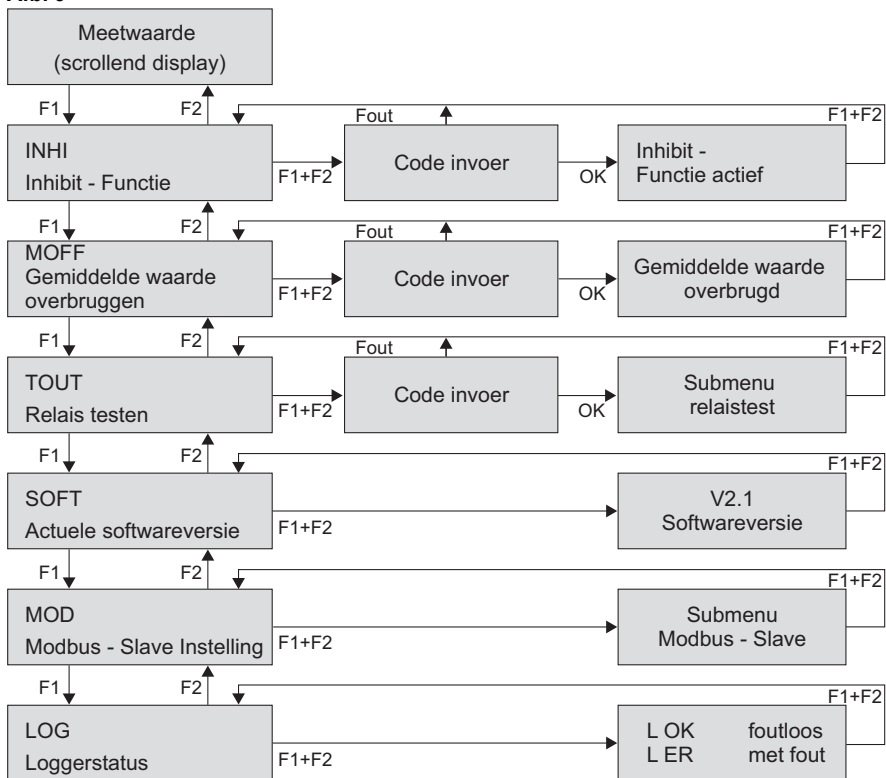 Meetwaarde
(scrollend display)
F1
F2
Fout
F1+F2
INHI
Inhibit - Functie
F1+F2
Code invoer
OK
Inhibit -
Functie actief
F1
F2
Fout
F1+F2
MOFF
Gemiddelde waarde
overbruggen
F1+F2
Code invoer
OK
Gemiddelde waarde
overbrugd
F1
F2
Fout
F1+F2
TOUT
Relais testen
F1+F2
Code invoer
OK
Submenu
relaistest
F1
F2
F1+F2
SOFT
Actuele softwareversie
F1+F2
V2.1
Softwareversie
F1
F2
F1+F2
MOD
Modbus - Slave Instelling
F1+F2
Submenu
Modbus - Slave
F1
F2
F1+F2
LOG
Loggerstatus
F1+F2
L OK foutloos
L ER met fout